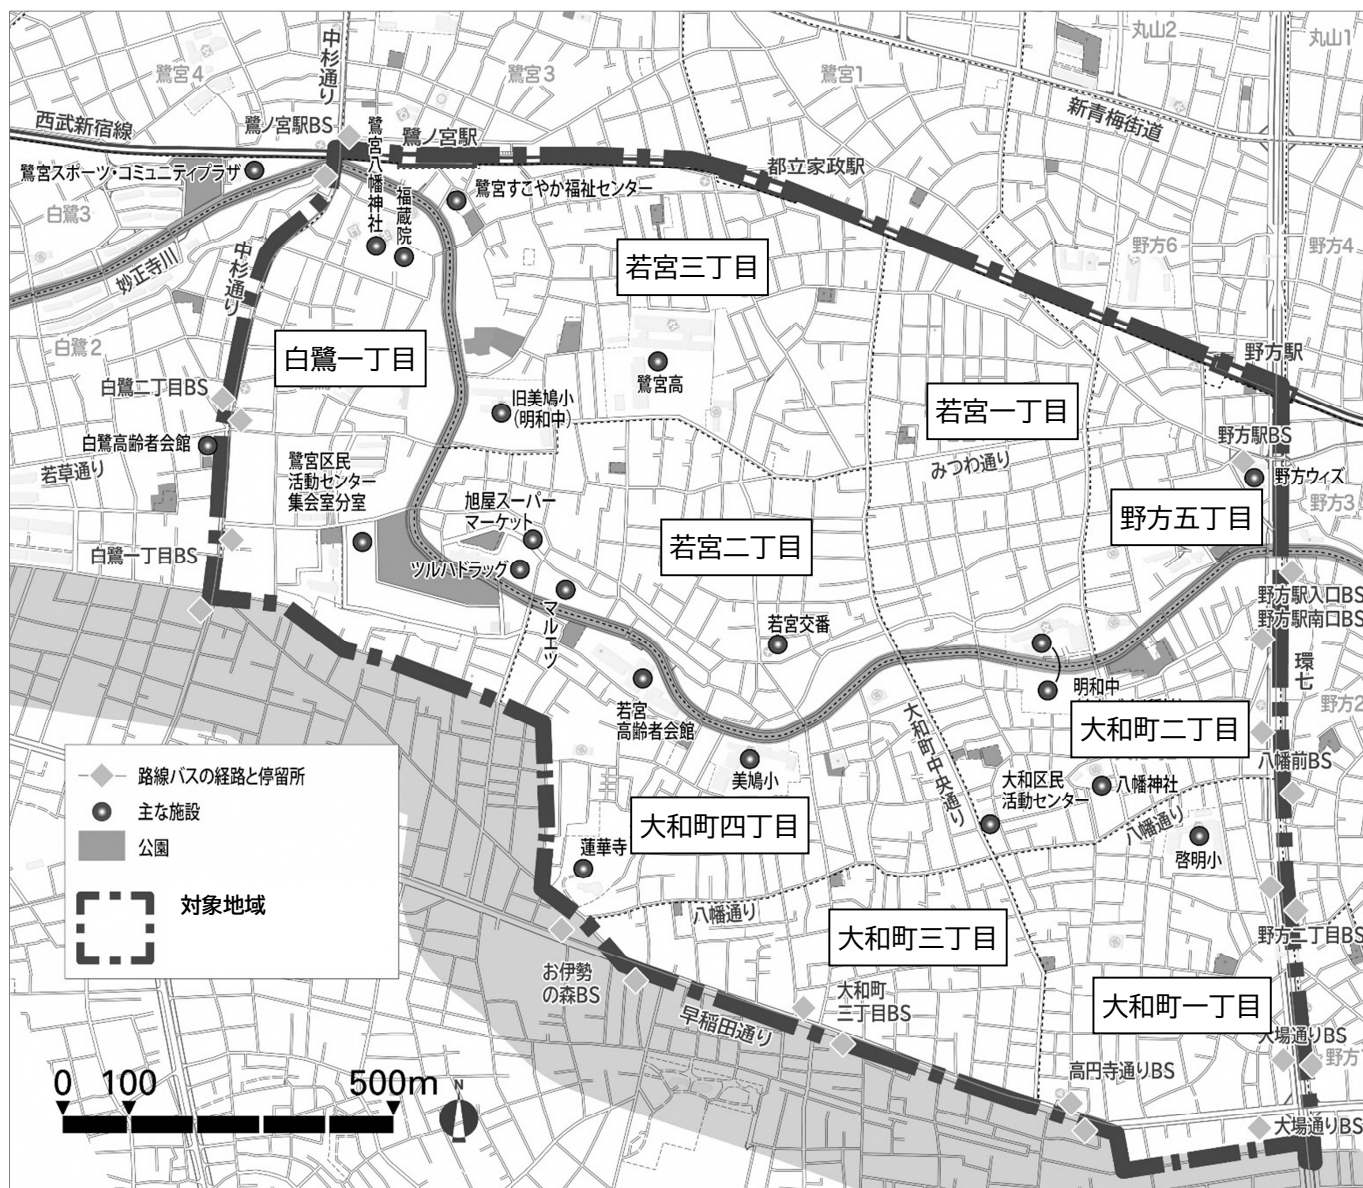 中杉通り
丸山2
丸山1
鷺宮4
鷺宮3
鷺宮1
新青梅街道
西武新宿線
鷺ノ宮駅BS
鷺ノ宮駅
鷺宮スポーツ・コミュニティプラザ
鷺宮八幡神社
福蔵院
鷺宮すこやか福祉センター
都立家政駅
白鷺3
中杉通り
妙正寺川
若宮三丁目
野方6
野方4
白鷺2
白鷺一丁目
野方駅
白鷺二丁目BS
旧美鳩小
(明和中)
鷺宮高
若宮一丁目
白鷺高齢者会館
若草通り
鷺宮区民
活動センター
集会室分室
みつわ通り
野方駅BS
野方ウィズ
旭屋スーパー
マーケット
野方五丁目
野方3
白鷺一丁目BS
若宮二丁目
ツルハドラッグ
マルエツ
野方駅入口BS
野方駅南口BS
若宮交番
環七
明和中
若宮
高齢者会館
大和町中央通り
大和町二丁目
野方2
八幡前BS
美鳩小
大和区民
活動センター
八幡神社
路線バスの経路と停留所
主な施設
公園
対象地域
大和町四丁目
八幡通り
啓明小
蓮華寺
八幡通り
大和町三丁目
野方二丁目BS
お伊勢
の森BS
早稲田通り
大和町
三丁目BS
大和町一丁目
大場通りBS
野方
高円寺通りBS
大場通りBS
0 100 500m
N